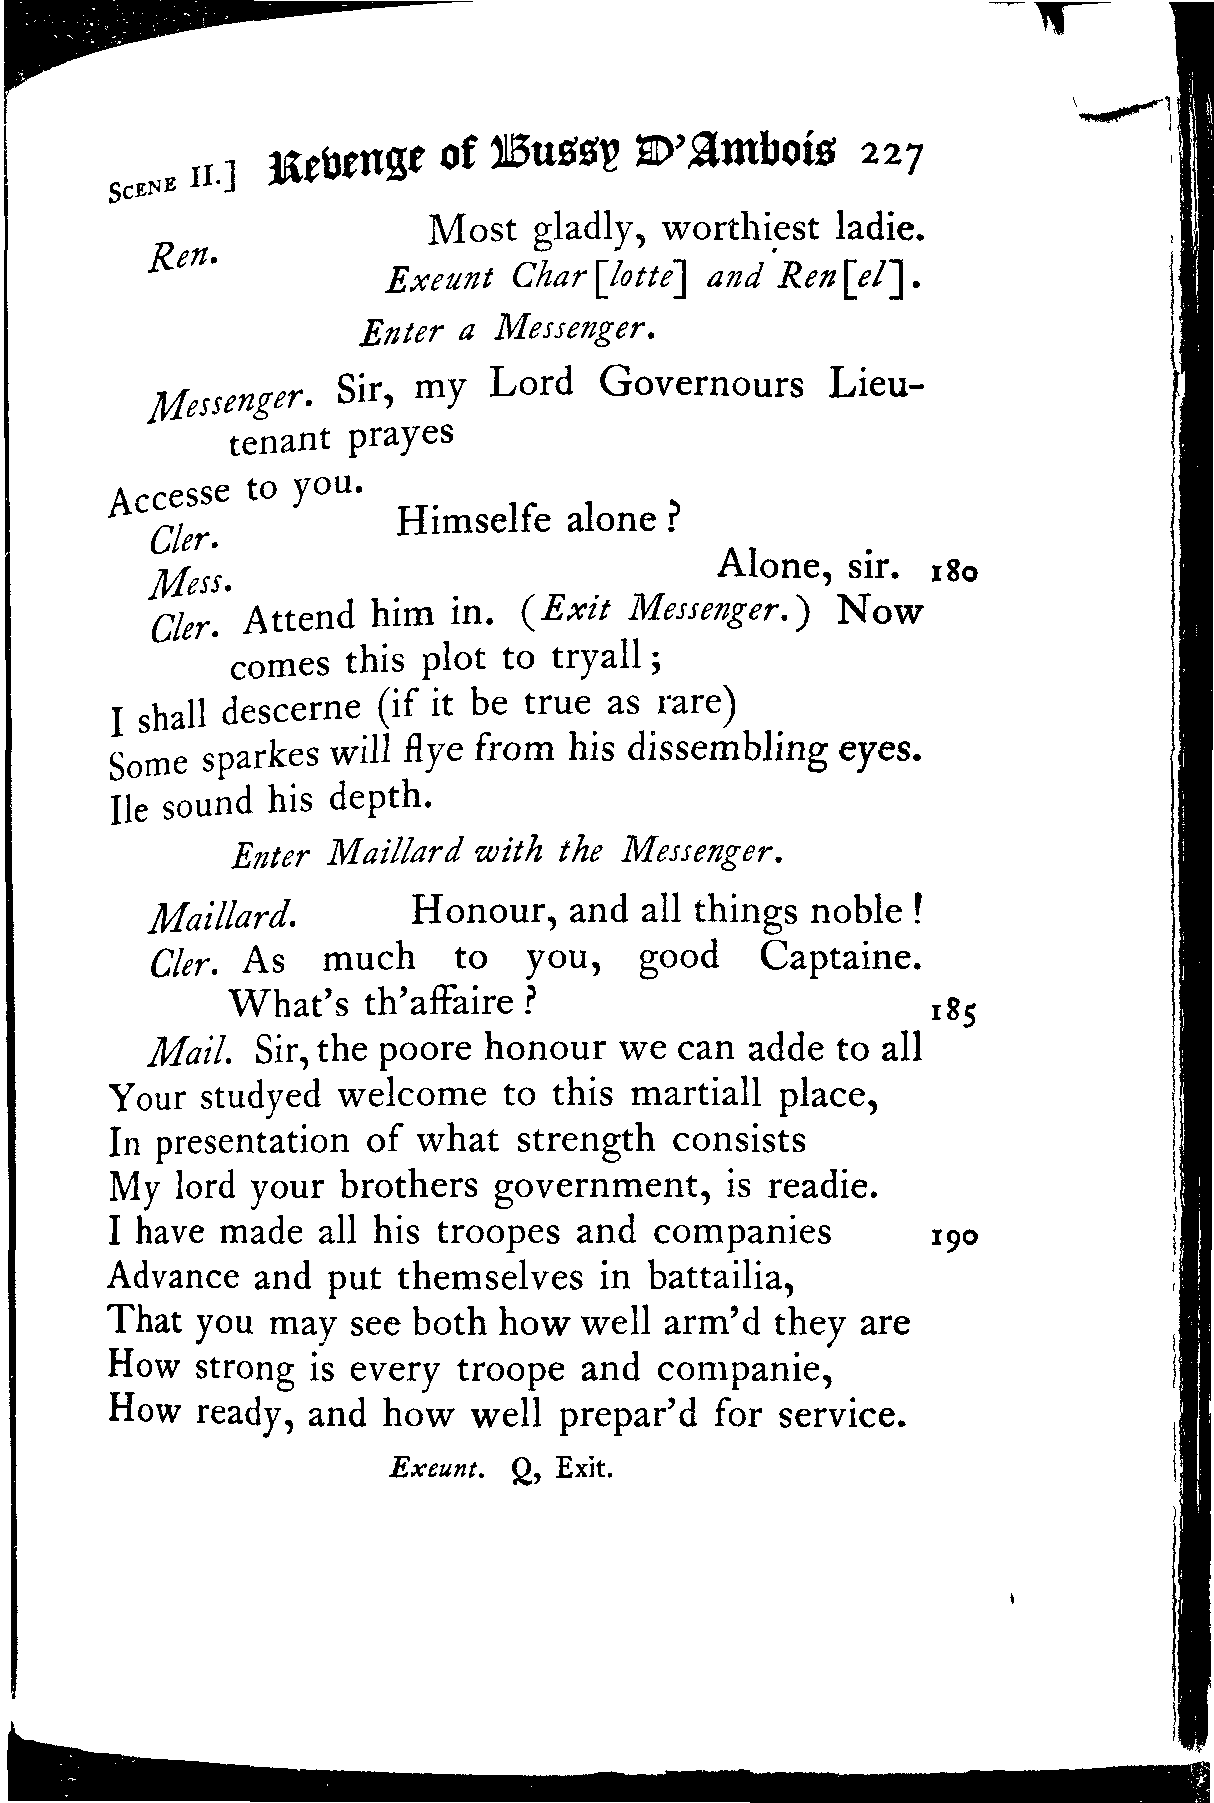 SCENE II.] Revenge of Bussy D'Ambois 227
Ren. Most gladly, worthiest ladie.
Exeunt Char[lotte] and Ren[el].
Enter a Messenger.
Messenger. Sir, my Lord Governours Lieu-
tenant prayes
Accesse to you.
Cler. Himselfe alone?
Mess. Alone, sir. 180
Cler. Attend him in. (Exit Messenger.) Now
comes this plot to tryall;
I shall descerne (if it be true as rare)
Some sparkes will flye from his dissembling eyes.
Ile sound his depth.
Enter Maillard with the Messenger.
Maillard. Honour, and all things noble!
Cler. As much to you, good Captaine.
What's th'affaire? 185
Mail. Sir, the poore honour we can adde to all
Your studyed welcome to this martiall place,
In presentation of what strength consists
My lord your brothers government, is readie.
I have made all his troopes and companies 190
Advance and put themselves in battailia,
That you may see both how well arm'd they are
How strong is every troope and companie,
How ready, and how well prepar'd for service.
Exeunt. Q, Exit.